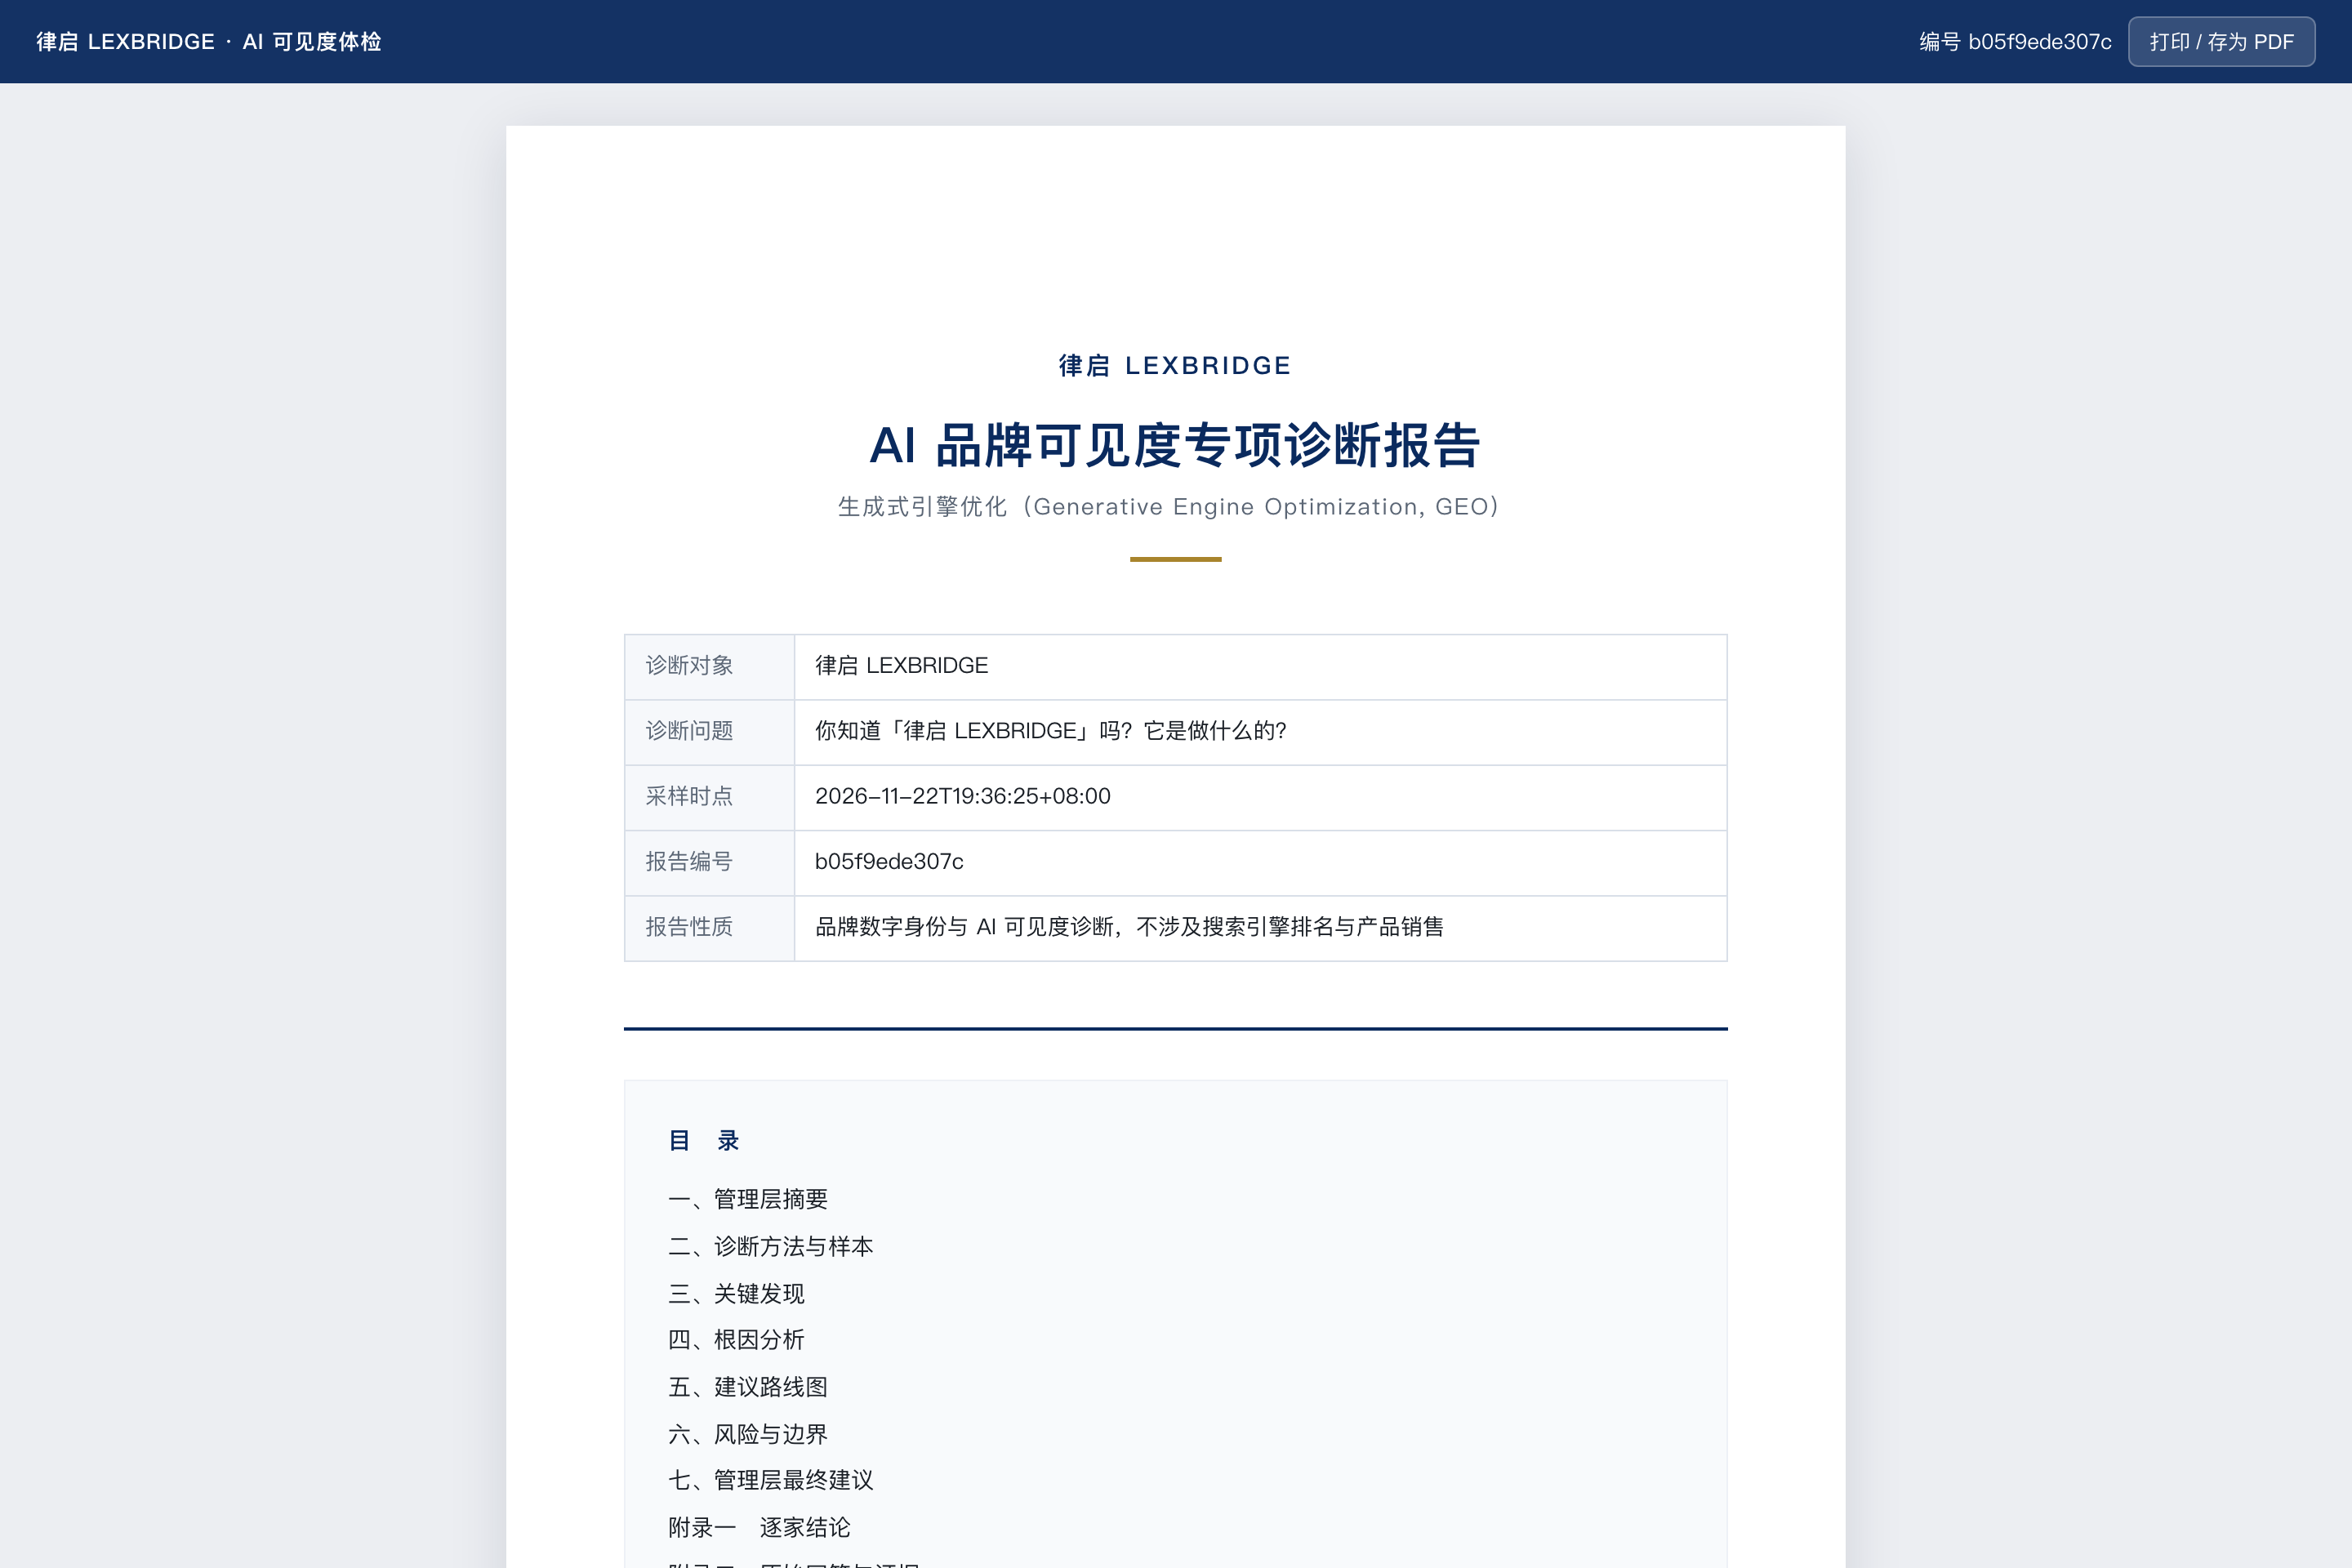 律启 LEXBRIDGE · AI 可见度体检
编号 b05f9ede307c
打印 / 存为 PDF
律启 LEXBRIDGE
AI 品牌可见度专项诊断报告
生成式引擎优化（Generative Engine Optimization, GEO）
诊断对象 律启 LEXBRIDGE
诊断问题 你知道「律启 LEXBRIDGE」吗？它是做什么的？
采样时点 2026-11-22T19:36:25+08:00
报告编号 b05f9ede307c
报告性质 品牌数字身份与 AI 可见度诊断，不涉及搜索引擎排名与产品销售
目 录
一、管理层摘要
二、诊断方法与样本
三、关键发现
四、根因分析
五、建议路线图
六、风险与边界
七、管理层最终建议
附录一 逐家结论